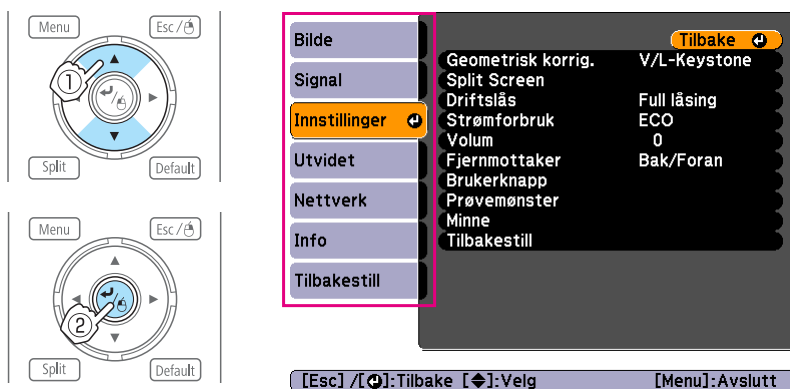 Menu Esc/
1
Split Default
Menu Esc/
2
Split Default
Bilde
Signal
Innstillinger
Utvidet
Nettverk
Info
Tilbakestill
Tilbake
Geometrisk korrig. V/L-Keystone
Split Screen
Driftslås Full låsing
Strømforbruk ECO
Volum 0
Fjernmottaker Bak/Foran
Brukerknapp
Prøvemønster
Minne
Tilbakestill
[Esc] /[ ]:Tilbake [ ]:Velg [Menu]:Avslutt